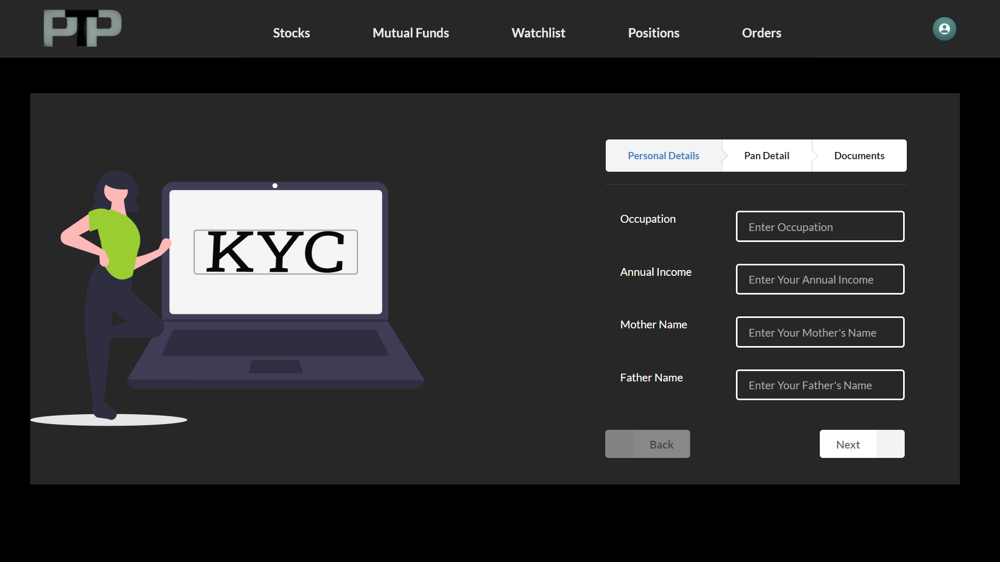 PTP
Stocks Mutual Funds Watchlist Positions Orders
KYC
Personal Details Pan Detail Documents
Occupation Enter Occupation
Annual Income Enter Your Annual Income
Mother Name Enter Your Mother's Name
Father Name Enter Your Father's Name
Back Next